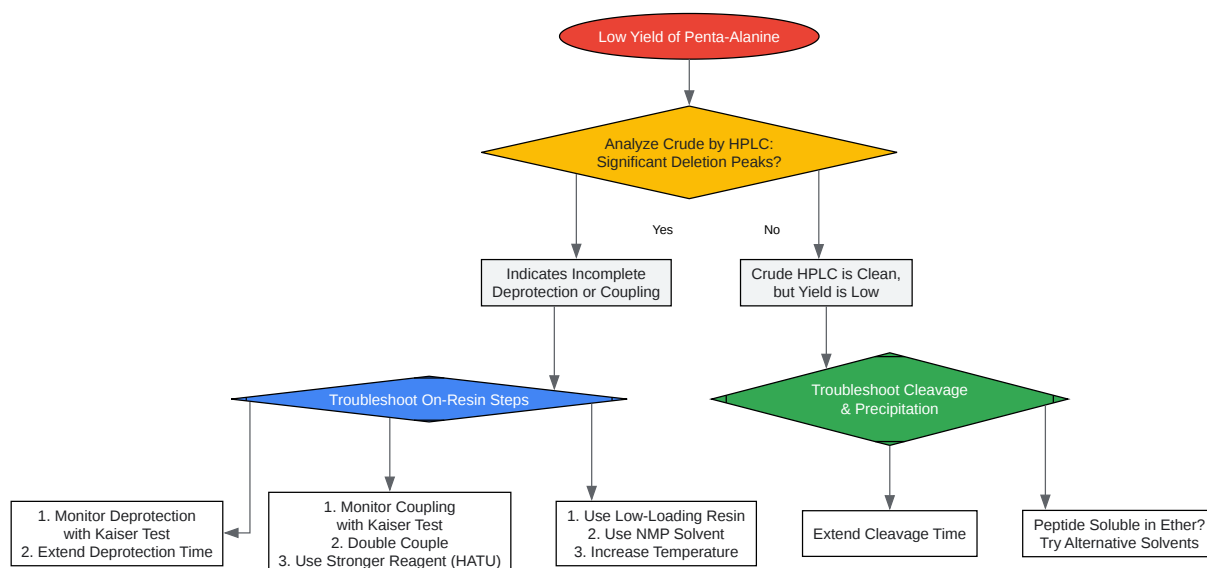 Low Yield of Penta-Alanine
Analyze Crude by HPLC:
Significant Deletion Peaks?
Yes
No
Indicates Incomplete
Deprotection or Coupling
Crude HPLC is Clean,
but Yield is Low
Troubleshoot On-Resin Steps
Troubleshoot Cleavage
& Precipitation
1. Monitor Deprotection
with Kaiser Test
2. Extend Deprotection Time
1. Monitor Coupling
with Kaiser Test
2. Double Couple
3. Use Stronger Reagent (HATU)
1. Use Low-Loading Resin
2. Use NMP Solvent
3. Increase Temperature
Extend Cleavage Time
Peptide Soluble in Ether?
Try Alternative Solvents